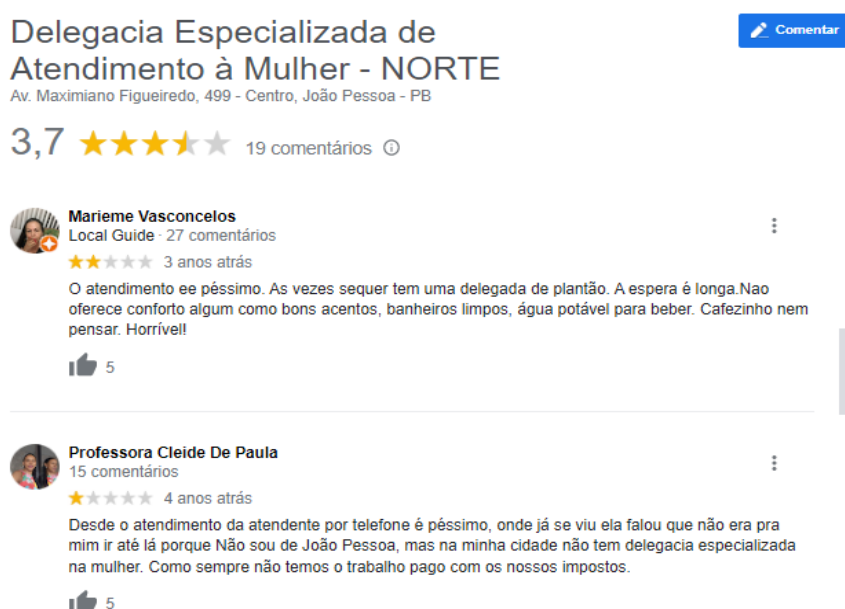 Delegacia Especializada de
Atendimento à Mulher - NORTE
Comentar
Av. Maximiano Figueiredo, 499 - Centro, João Pessoa - PB
3,7 19 comentários
Marieme Vasconcelos
Local Guide · 27 comentários
3 anos atrás
O atendimento ee péssimo. As vezes sequer tem uma delegada de plantão. A espera é longa.Nao
oferece conforto algum como bons acentos, banheiros limpos, água potável para beber. Cafezinho nem
pensar. Horrível!
5
Professora Cleide De Paula
15 comentários
4 anos atrás
Desde o atendimento da atendente por telefone é péssimo, onde já se viu ela falou que não era pra
mim ir até lá porque Não sou de João Pessoa, mas na minha cidade não tem delegacia especializada
na mulher. Como sempre não temos o trabalho pago com os nossos impostos.
5